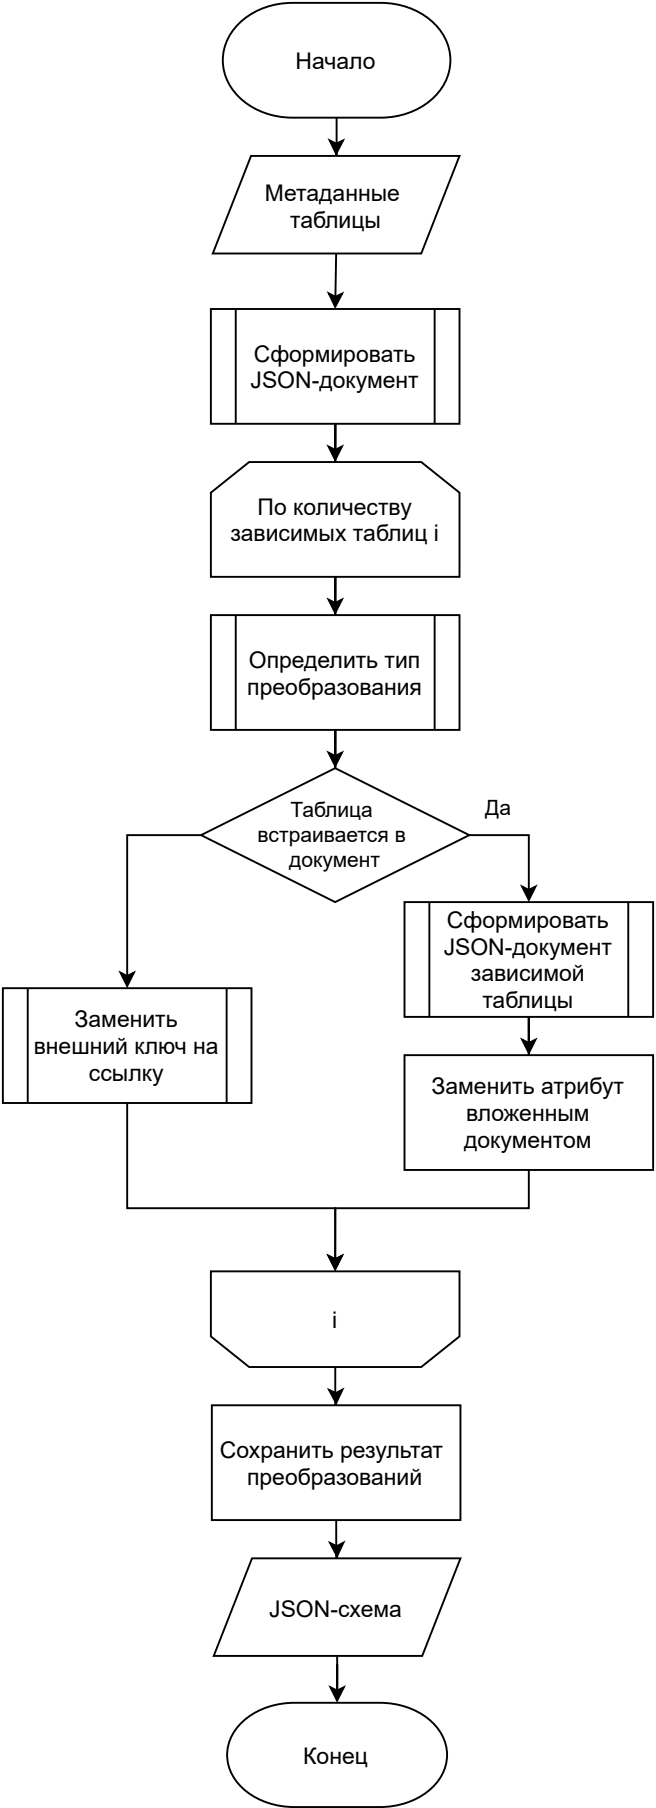 Начало
Метаданные
таблицы
Сформировать
JSON-документ
По количеству
зависимых таблиц i
Определить тип
преобразования
Таблица
встраивается в
документ
Да
Сформировать
JSON-документ
зависимой
таблицы
Заменить
внешний ключ на
ссылку
Заменить атрибут
вложенным
документом
i
Сохранить результат
преобразований
JSON-схема
Конец